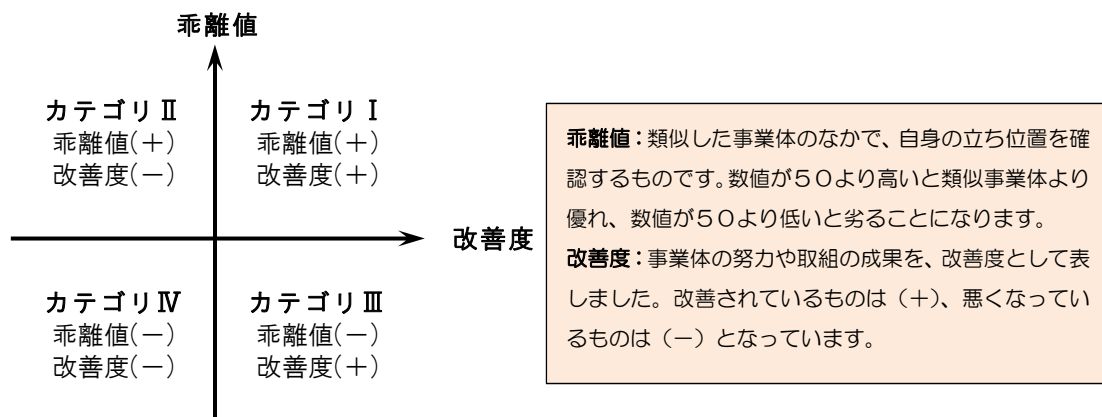 乖離値
カテゴリⅡ
乖離値(+)
改善度(-)
カテゴリⅠ
乖離値(+)
改善度(+)
改善度
カテゴリⅣ
乖離値(-)
改善度(-)
カテゴリⅢ
乖離値(-)
改善度(+)
乖離値：類似した事業体のなかで、自身の立ち位置を確
認するものです。数値が５０より高いと類似事業体より
優れ、数値が５０より低いと劣ることになります。
改善度：事業体の努力や取組の成果を、改善度として表
しました。改善されているものは（＋）、悪くなってい
るものは（－）となっています。